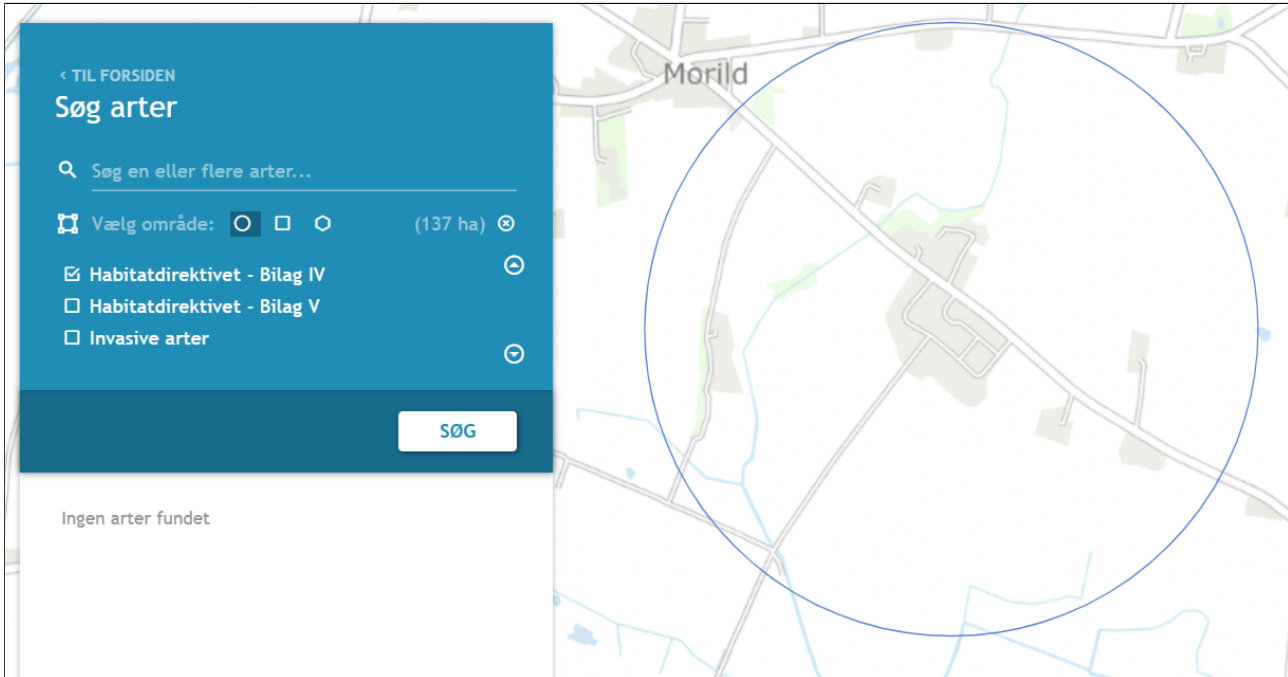 ‹ TIL FORSIDEN
Søg arter
Søg en eller flere arter...
Vælg område:
(137 ha)
Habitatdirektivet - Bilag IV
Habitatdirektivet - Bilag V
Invasive arter
SØG
Ingen arter fundet
Morild